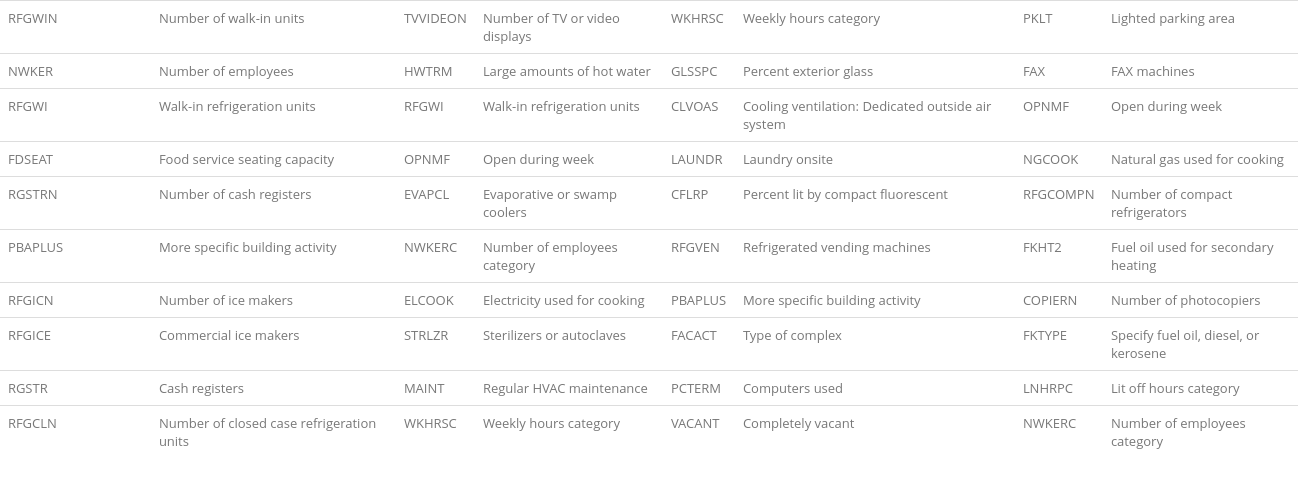 RFGWIN Number of walk-in units TVVIDEON Number of TV or video WKHRSC Weekly hours category PKLT Lighted parking area
displays
NWKER Number of employees HWTRM Large amounts of hot water GLSSPC Percent exterior glass FAX FAX machines
RFGWI Walk-in refrigeration units RFGWI Walk-in refrigeration units CLVOAS Cooling ventilation: Dedicated outside air OPNMF Open during week
system
FDSEAT Food service seating capacity OPNMF Open during week LAUNDR Laundry onsite NGCOOK Natural gas used for cooking
RGSTRN Number of cash registers EVAPCL Evaporative or swamp CFLRP Percent lit by compact fluorescent RFGCOMPN Number of compact
coolers refrigerators
PBAPLUS More specific building activity NWKERC Number of employees RFGVEN Refrigerated vending machines FKHT2 Fuel oil used for secondary
category heating
RFGICN Number of ice makers ELCOOK Electricity used for cooking PBAPLUS More specific building activity COPIERN Number of photocopiers
RFGICE Commercial ice makers STRLZR Sterilizers or autoclaves FACACT Type of complex FKTYPE Specify fuel oil, diesel, or
kerosene
RGSTR Cash registers MAINT Regular HVAC maintenance PCTERM Computers used LNHRPC Lit off hours category
RFGCLN Number of closed case refrigeration WKHRSC Weekly hours category VACANT Completely vacant NWKERC Number of employees
units category